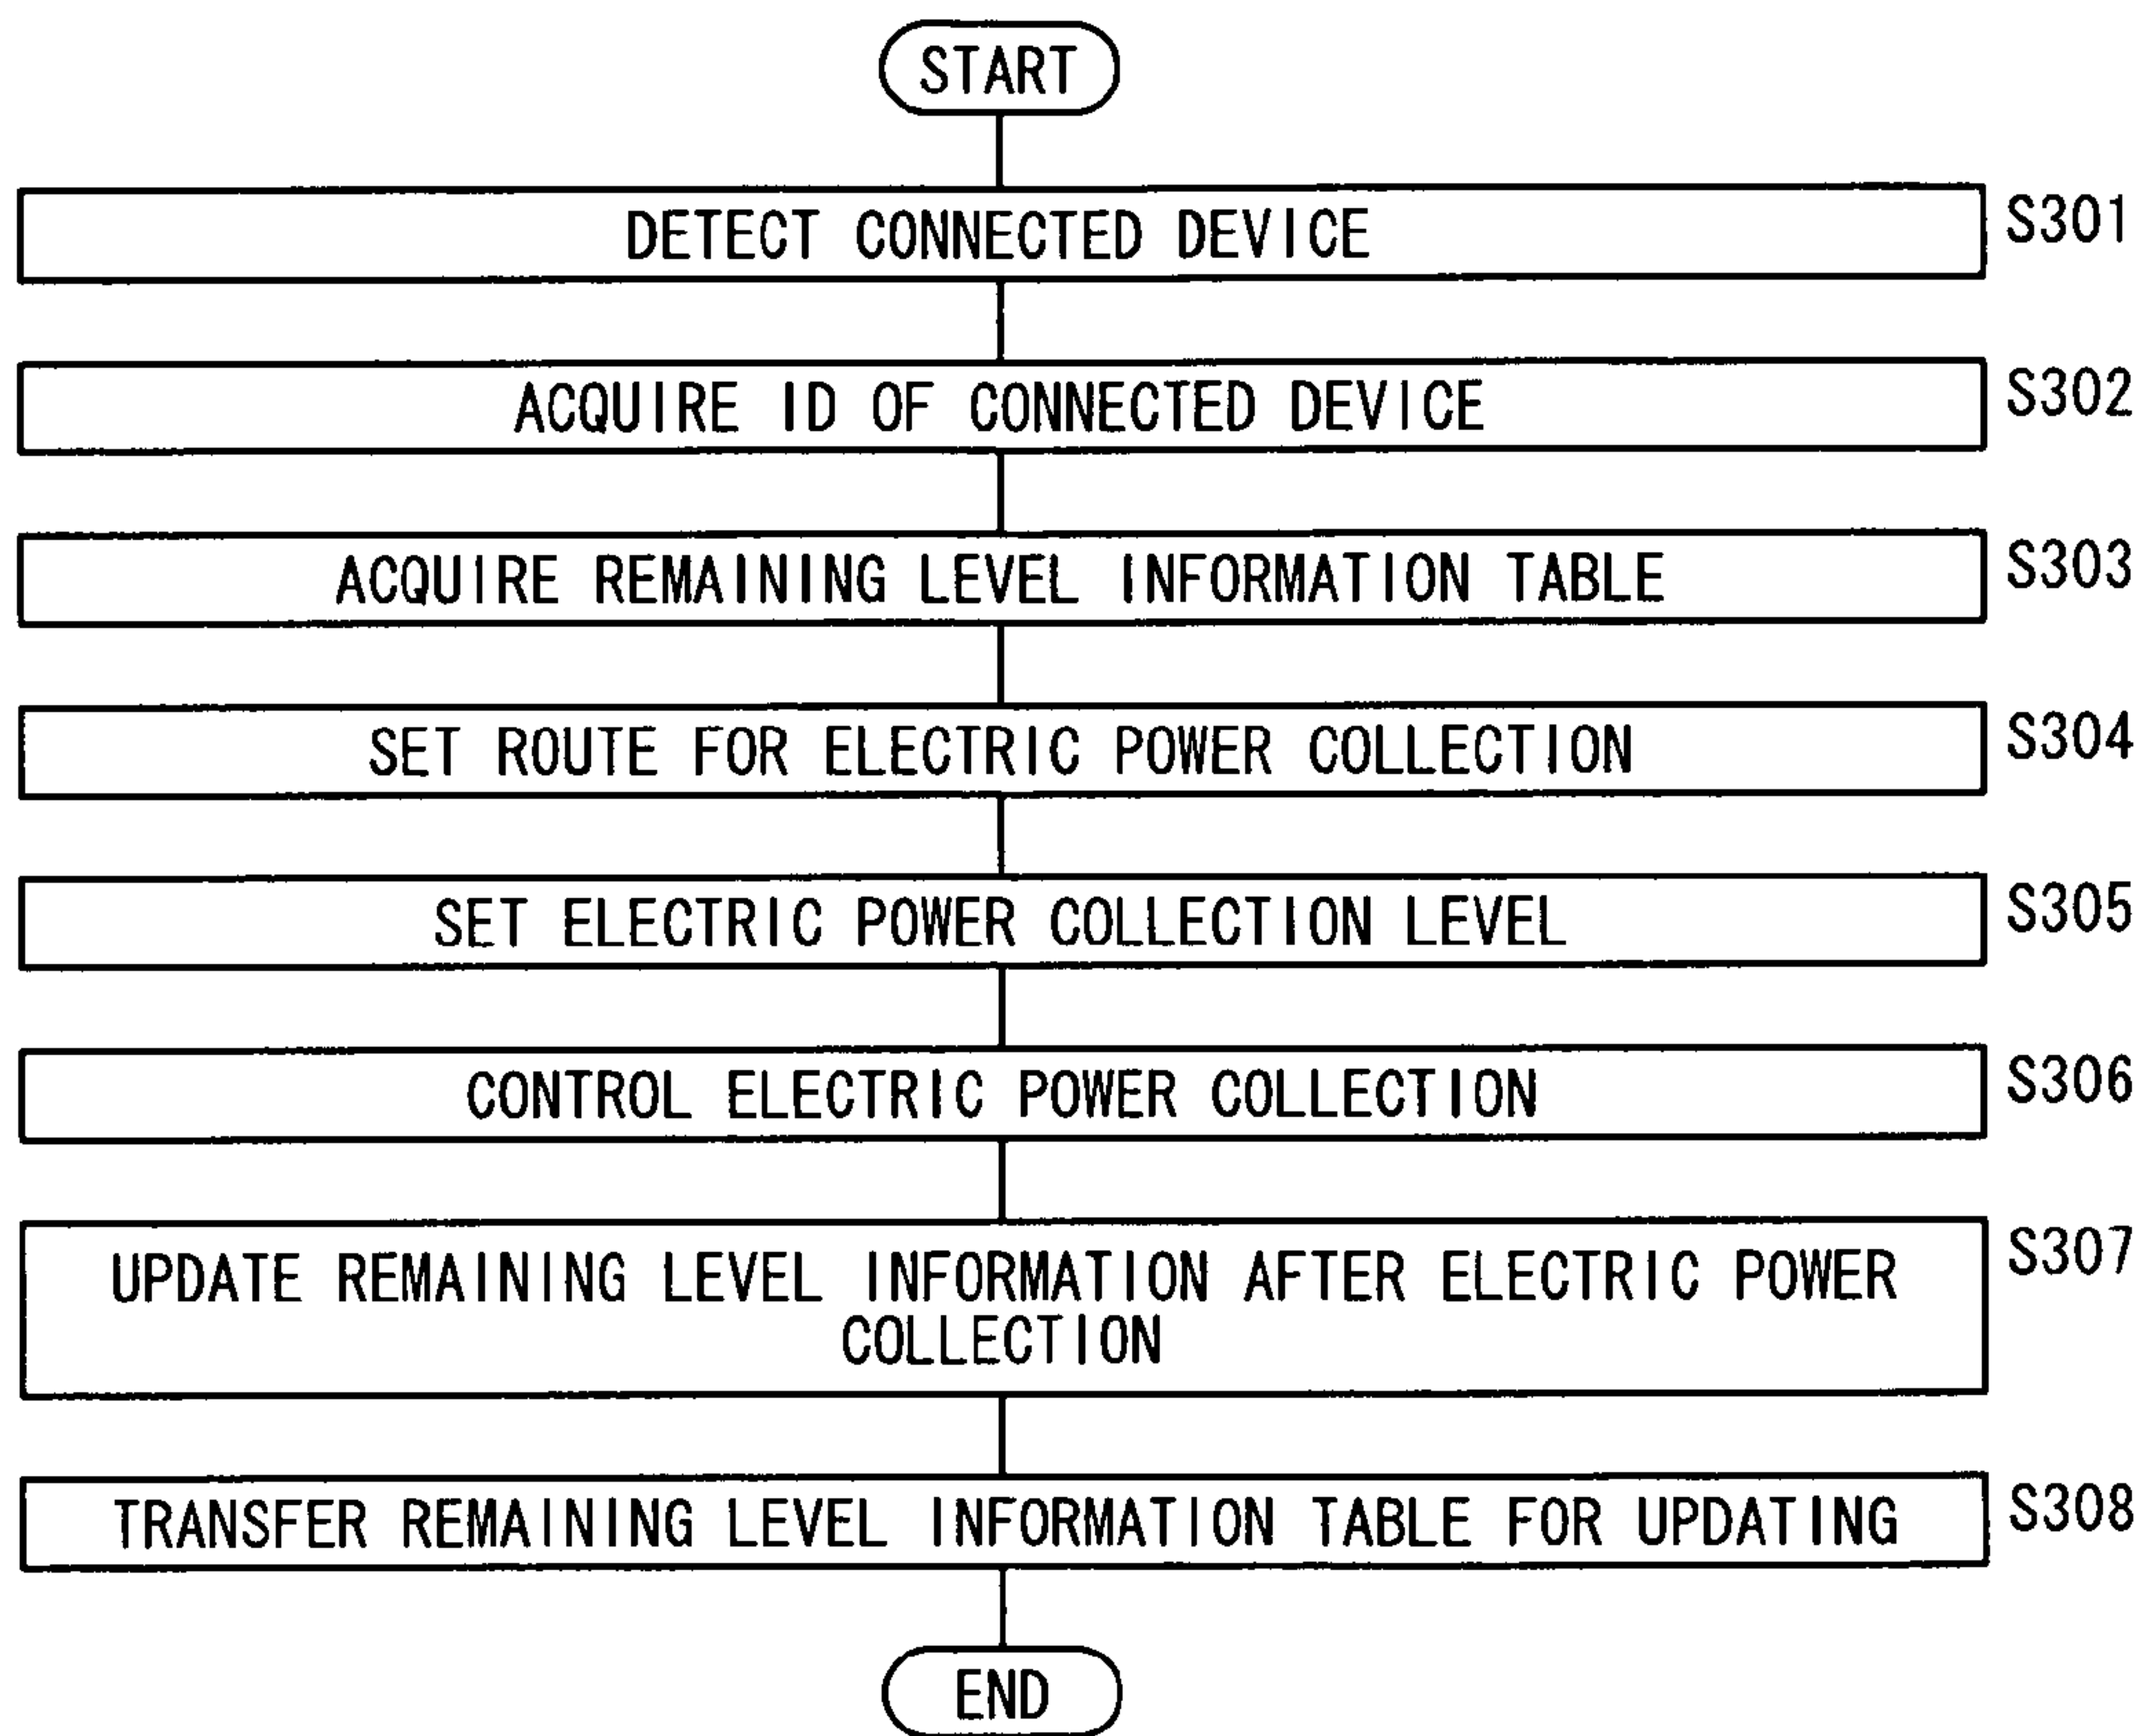 START
DETECT CONNECTED DEVICE
S301
ACQUIRE ID OF CONNECTED DEVICE
S302
ACQUIRE REMAINING LEVEL INFORMATION TABLE
S303
SET ROUTE FOR ELECTRIC POWER COLLECTION
S304
SET ELECTRIC POWER COLLECTION LEVEL
S305
CONTROL ELECTRIC POWER COLLECTION
S306
UPDATE REMAINING LEVEL INFORMATION AFTER ELECTRIC POWER
COLLECTION
S307
TRANSFER REMAINING LEVEL INFORMATION TABLE FOR UPDATING
S308
END